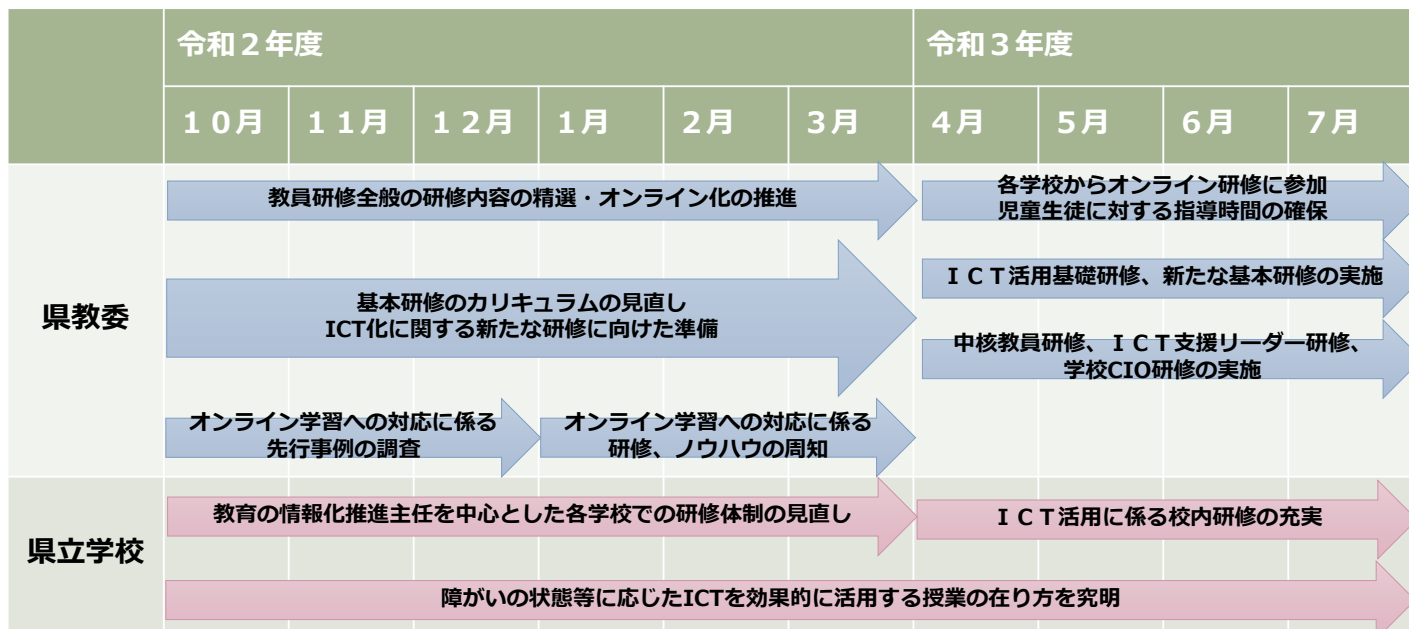 令和２年度
令和３年度
１０月
１１月
１２月
１月
２月
３月
４月
５月
６月
７月
県教委
教員研修全般の研修内容の精選・オンライン化の推進
各学校からオンライン研修に参加
児童生徒に対する指導時間の確保
基本研修のカリキュラムの見直し
ICT化に関する新たな研修に向けた準備
ＩＣＴ活用基礎研修、新たな基本研修の実施
中核教員研修、ＩＣＴ支援リーダー研修、
学校CIO研修の実施
オンライン学習への対応に係る
先行事例の調査
オンライン学習への対応に係る
研修、ノウハウの周知
県立学校
教育の情報化推進主任を中心とした各学校での研修体制の見直し
ＩＣＴ活用に係る校内研修の充実
障がいの状態等に応じたICTを効果的に活用する授業の在り方を究明